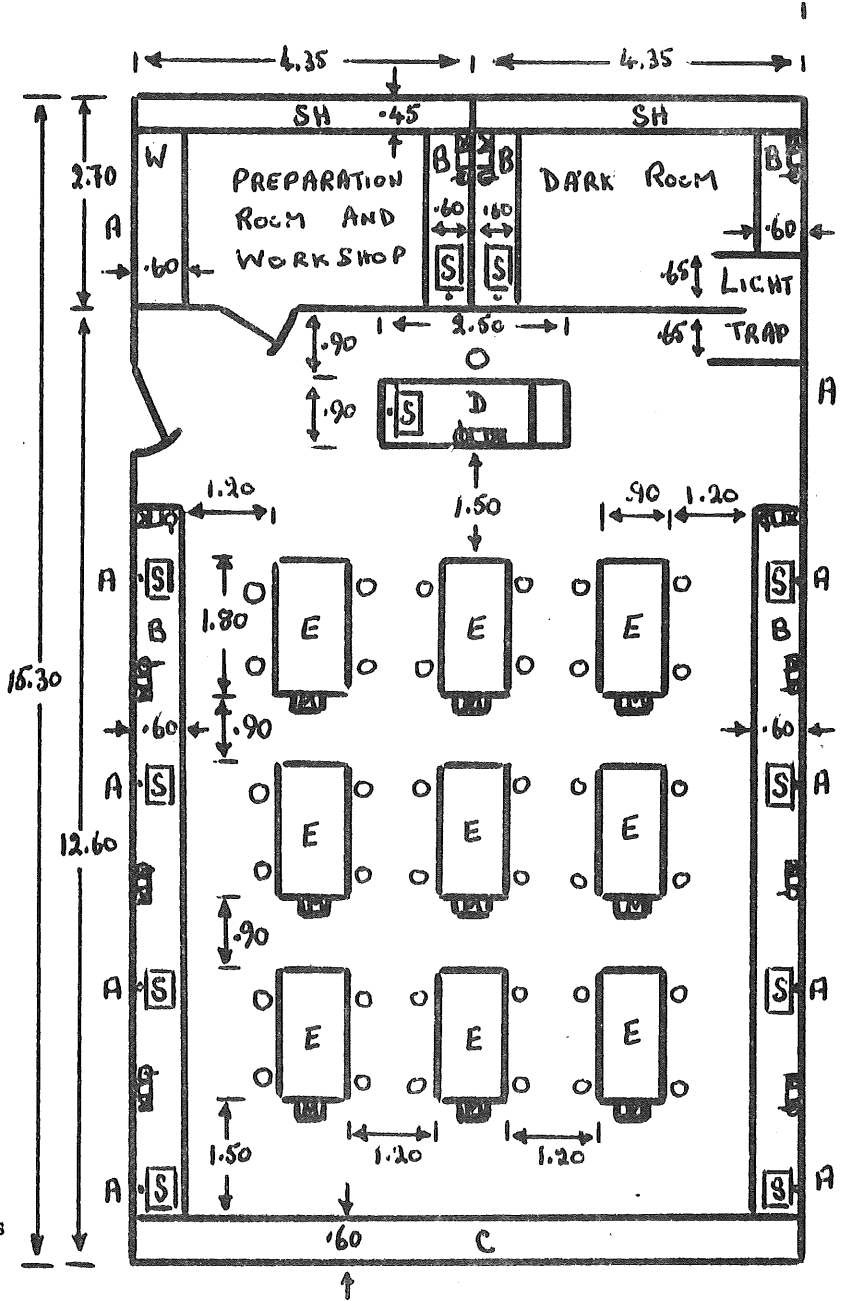 4.35 4.35
SH .45 SH
W B B B
2.70 PREPARATION DARK ROOM
A ROOM AND .60 .60 .60
.60 WORKSHOP S S .65 LIGHT
2.50 .65 TRAP
.90
.90 S D A
1.20 1.50 .90 1.20
A S S A
B 1.80 E E E B
15.30
.60 .90 .60
A S S A
12.60 E E E
.90
A S S A
E E E
1.50 1.20 1.20
A S S A
.60 C
s